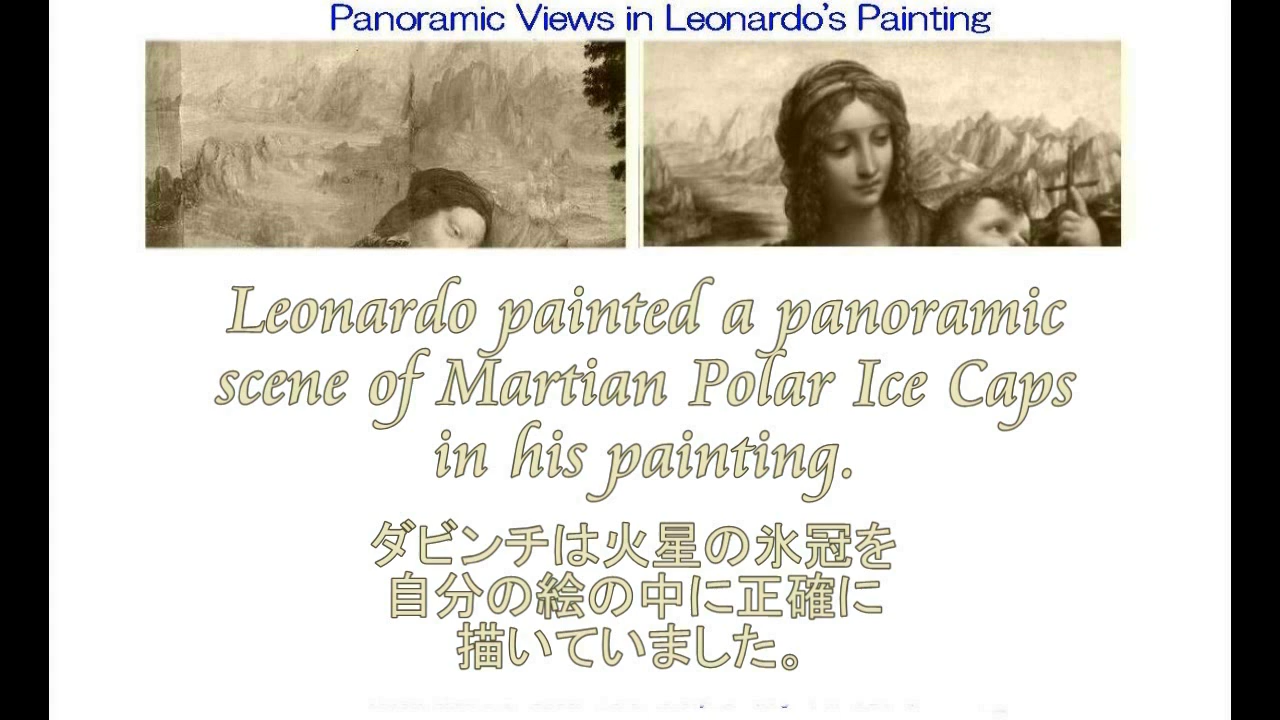 Panoramic Views in Leonardo's Painting
Leonardo painted a panoramic
scene of Martian Polar Ice Caps
in his painting.
ダビンチは火星の氷冠を
自分の絵の中に正確に
描いていました。